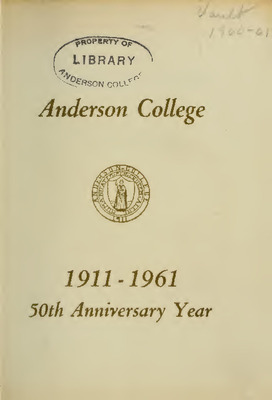 Vault
1960-61
PROPERTY OF
LIBRARY
ANDERSON COLLEGE
Anderson College
1911 - 1961
50th Anniversary Year